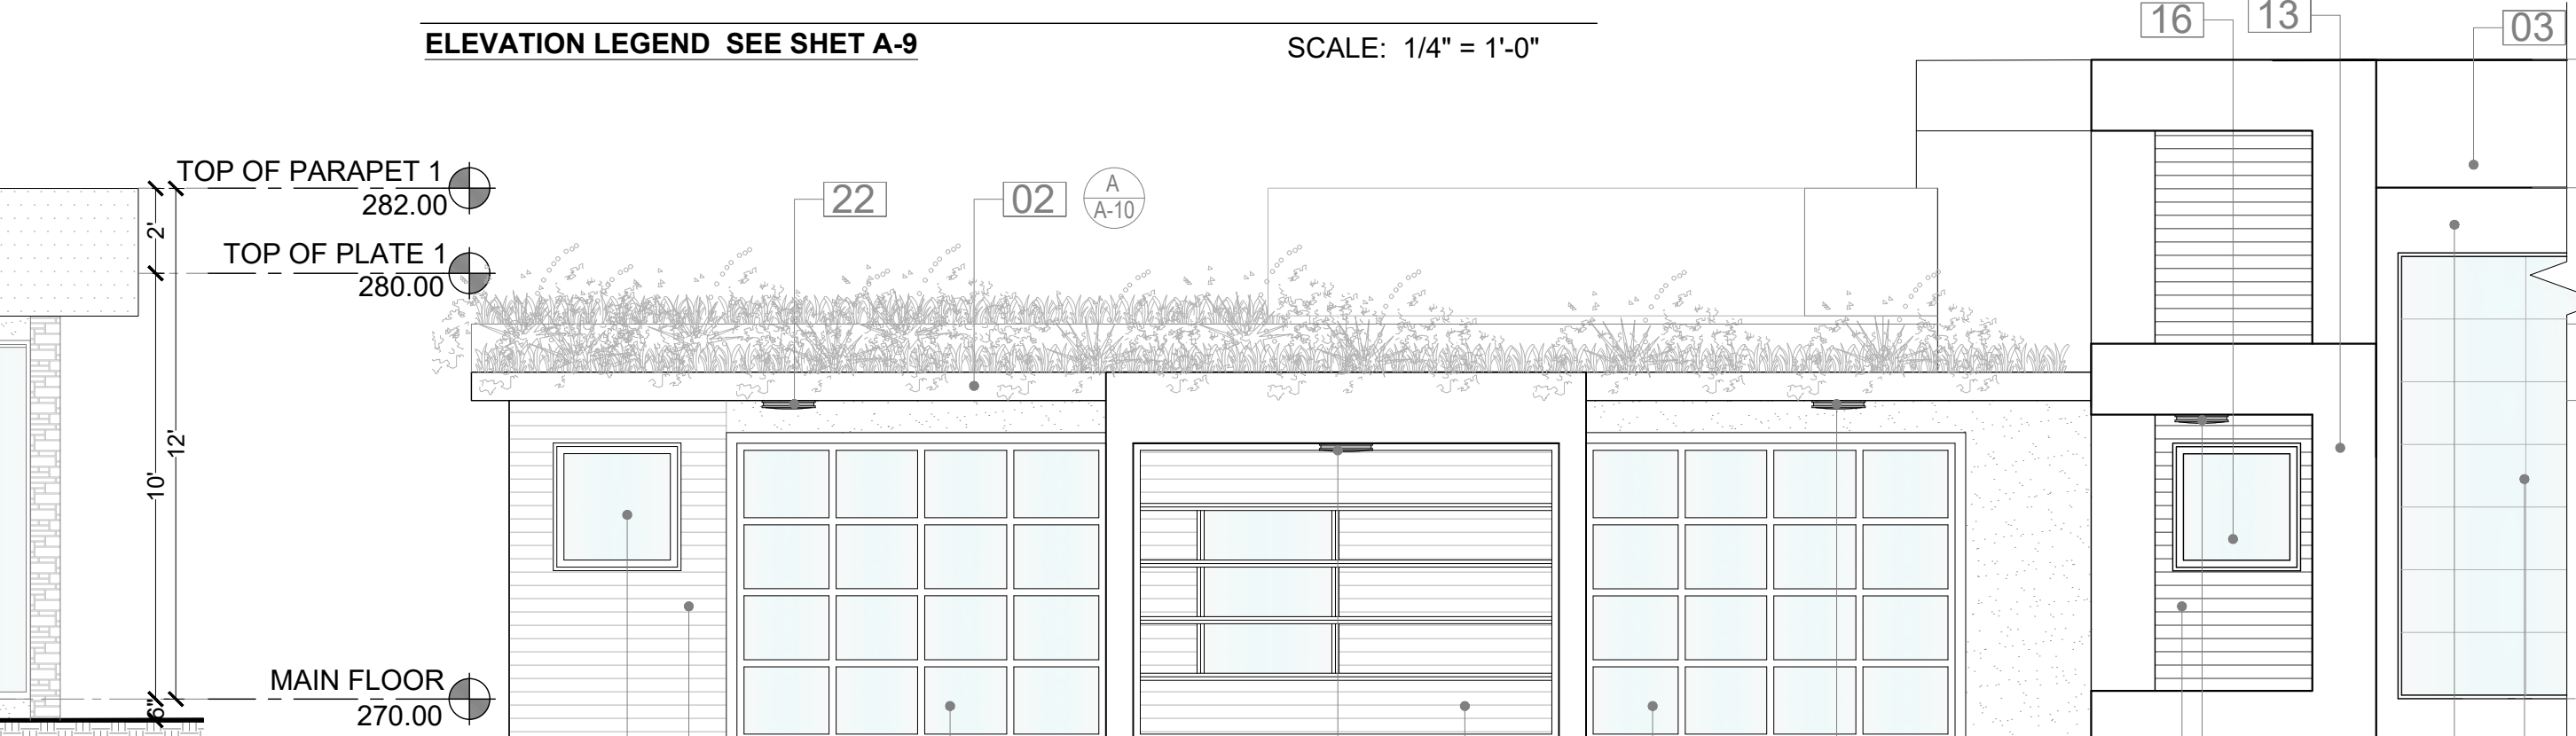 ELEVATION LEGEND  SEE SHET A-9
SCALE:  1/4" = 1'-0"
16
13
03
TOP OF PARAPET 1
282.00
22
02
A
A-10
2'
TOP OF PLATE 1
280.00
12'
10'
MAIN FLOOR
270.00
6"